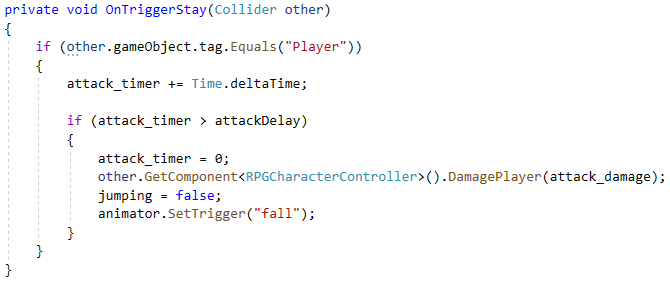 private void OnTriggerStay(Collider other)
{
    if (other.gameObject.tag.Equals("Player"))
    {
        attack_timer += Time.deltaTime;

        if (attack_timer > attackDelay)
        {
            attack_timer = 0;
            other.GetComponent<RPGCharacterController>().DamagePlayer(attack_damage);
            jumping = false;
            animator.SetTrigger("fall");
        }
    }
}